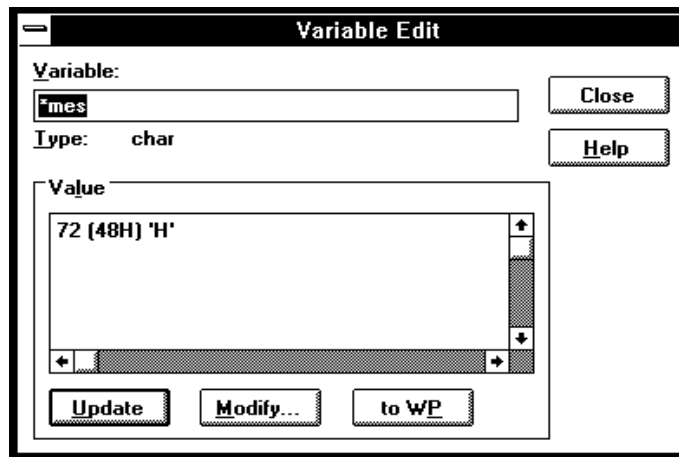 Variable Edit
Variable:
*mes
Close
Type: char
Help
Value
72 (48H) 'H'
Update Modify... to WP